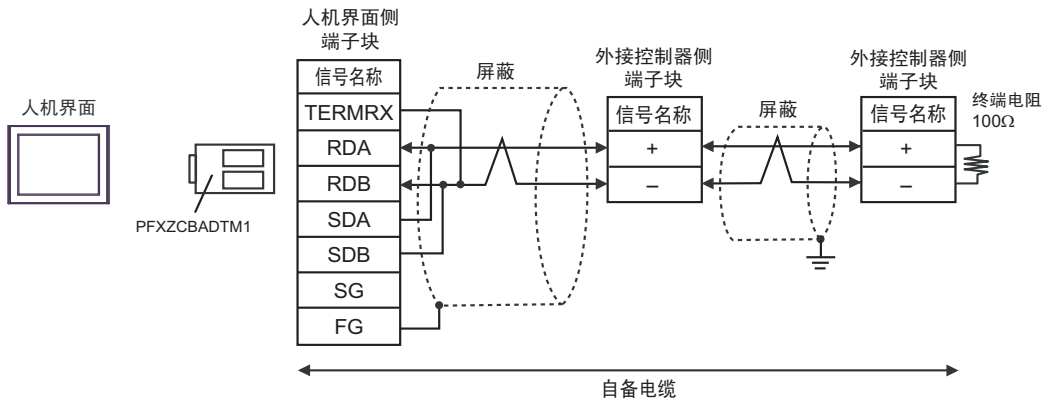 人机界面
PFXZCBADTM1
人机界面侧
端子块
信号名称
TERMRX
RDA
RDB
SDA
SDB
SG
FG
屏蔽
外接控制器侧
端子块
信号名称
+
–
屏蔽
外接控制器侧
端子块
信号名称
+
–
终端电阻
100Ω
自备电缆